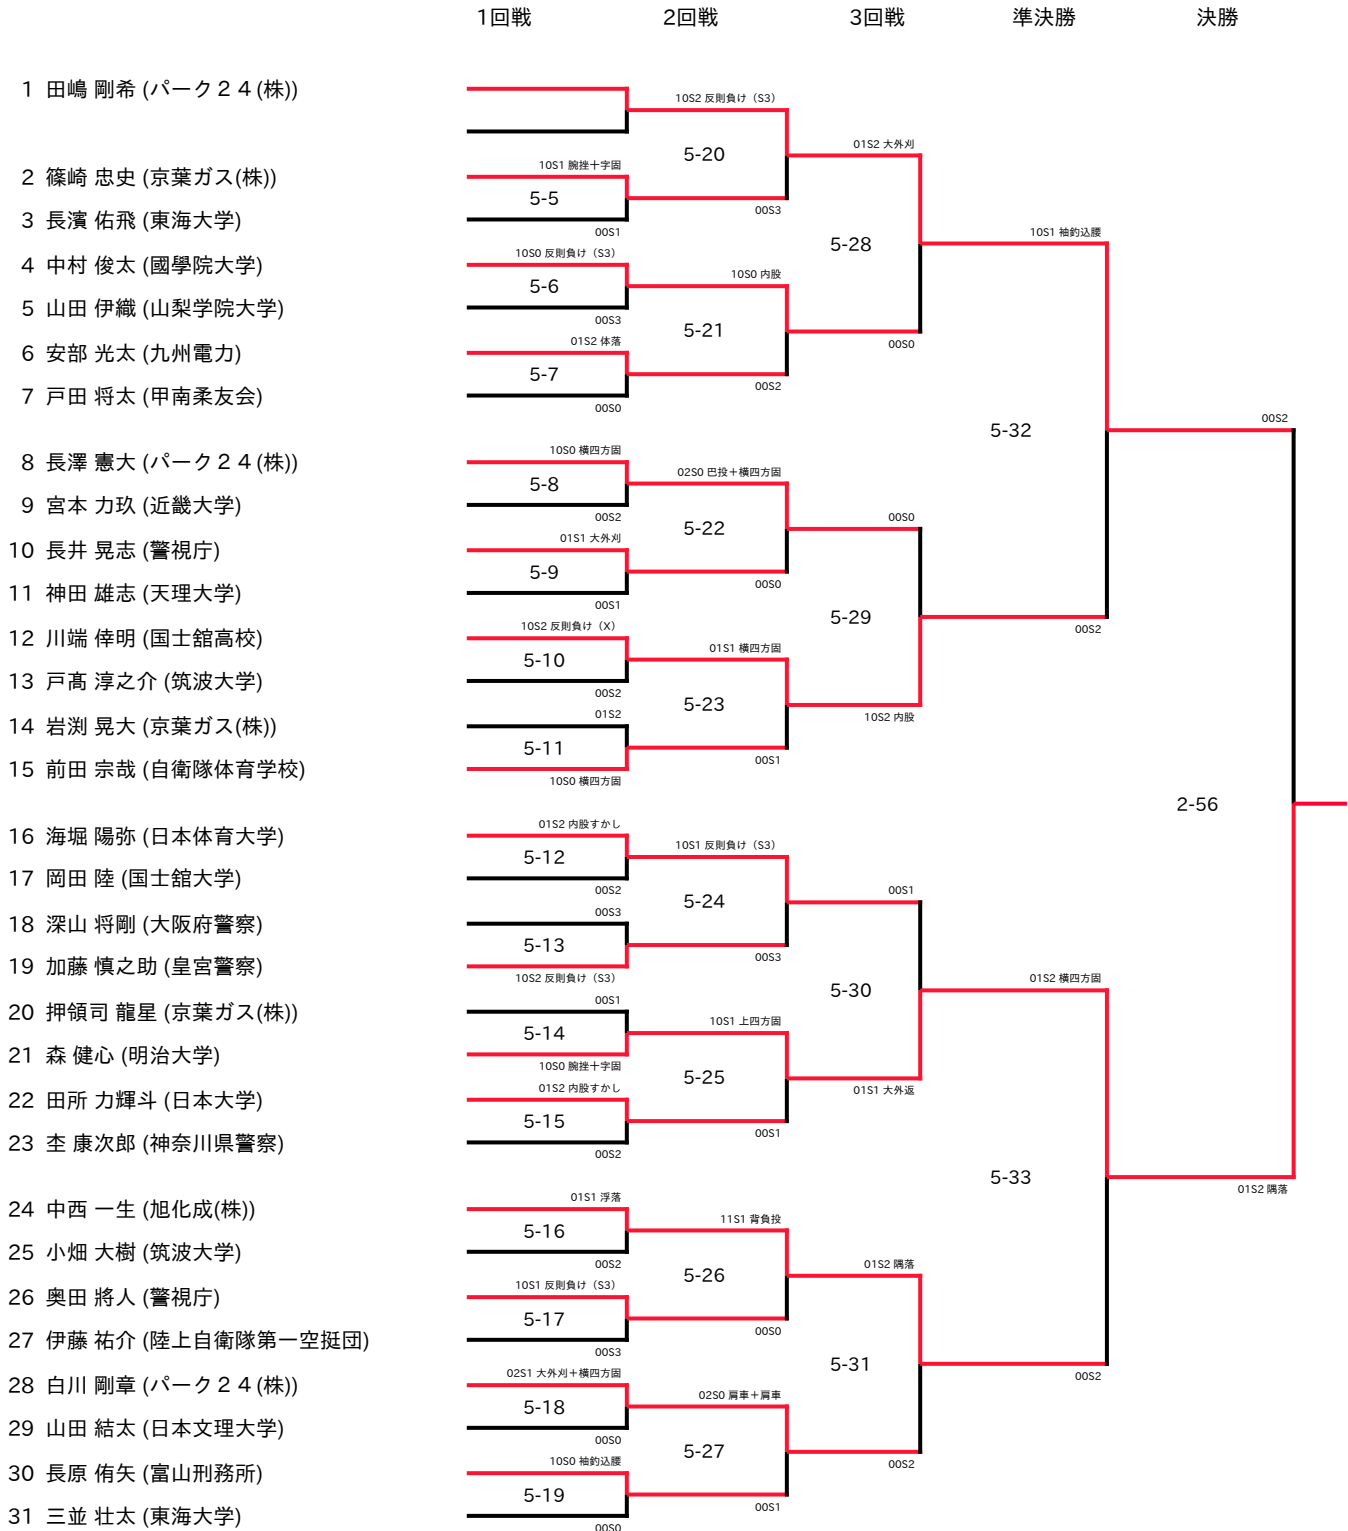 1回戦 2回戦 3回戦 準決勝 決勝
1 田嶋 剛希 (パーク２４(株))
10S2 反則負け（S3）
01S2 大外刈
5-20
10S1 腕挫十字固
2 篠崎 忠史 (京葉ガス(株))
5-5
00S3
3 長濱 佑飛 (東海大学)
00S1
10S1 袖釣込腰
5-28
10S0 反則負け（S3）
4 中村 俊太 (國學院大学)
10S0 内股
5-6
5 山田 伊織 (山梨学院大学)
00S3
5-21
01S2 体落
00S0
6 安部 光太 (九州電力)
5-7
00S2
7 戸田 将太 (甲南柔友会)
00S0
00S2
5-32
10S0 横四方固
8 長澤 憲大 (パーク２４(株))
02S0 巴投＋横四方固
5-8
9 宮本 力玖 (近畿大学)
00S2
00S0
5-22
01S1 大外刈
10 長井 晃志 (警視庁)
5-9
00S0
11 神田 雄志 (天理大学)
00S1
5-29
10S2 反則負け（X）
00S2
12 川端 倖明 (国士舘高校)
01S1 横四方固
5-10
13 戸髙 淳之介 (筑波大学)
00S2
5-23
01S2
10S2 内股
14 岩渕 晃大 (京葉ガス(株))
5-11
00S1
15 前田 宗哉 (自衛隊体育学校)
10S0 横四方固
2-56
01S2 内股すかし
16 海堀 陽弥 (日本体育大学)
10S1 反則負け（S3）
5-12
17 岡田 陸 (国士舘大学)
00S2
00S1
5-24
00S3
18 深山 将剛 (大阪府警察)
5-13
00S3
19 加藤 慎之助 (皇宮警察)
10S2 反則負け（S3）
01S2 横四方固
5-30
00S1
20 押領司 龍星 (京葉ガス(株))
10S1 上四方固
5-14
21 森 健心 (明治大学)
10S0 腕挫十字固
5-25
01S2 内股すかし
01S1 大外返
22 田所 力輝斗 (日本大学)
5-15
00S1
23 杢 康次郎 (神奈川県警察)
00S2
5-33
01S2 隅落
01S1 浮落
24 中西 一生 (旭化成(株))
11S1 背負投
5-16
25 小畑 大樹 (筑波大学)
00S2
01S2 隅落
5-26
10S1 反則負け（S3）
26 奥田 將人 (警視庁)
5-17
00S0
27 伊藤 祐介 (陸上自衛隊第一空挺団)
00S3
5-31
02S1 大外刈＋横四方固
00S2
28 白川 剛章 (パーク２４(株))
02S0 肩車＋肩車
5-18
29 山田 結太 (日本文理大学)
00S0
5-27
10S0 袖釣込腰
00S2
30 長原 侑矢 (富山刑務所)
5-19
00S1
31 三並 壮太 (東海大学)
00S0